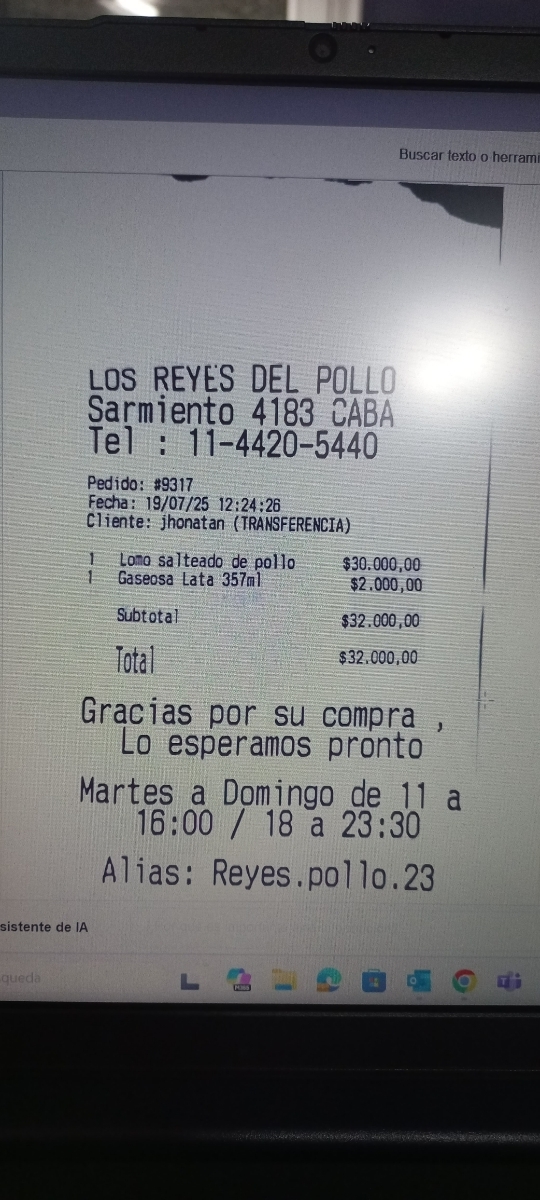 Buscar texto o herrami
LOS REYES DEL POLLO
Sarmiento 4183 CABA
Tel : 11-4420-5440
Pedido: #9317
Fecha: 19/07/25 12:24:26
Cliente: jhonatan (TRANSFERENCIA)
1 Lomo salteado de pollo $30.000,00
1 Gaseosa Lata 357ml $2.000,00
Subtotal $32.000,00
Total $32.000,00
Gracias por su compra ,
Lo esperamos pronto
Martes a Domingo de 11 a
16:00 / 18 a 23:30
Alias: Reyes.pollo.23
sistente de IA
queda